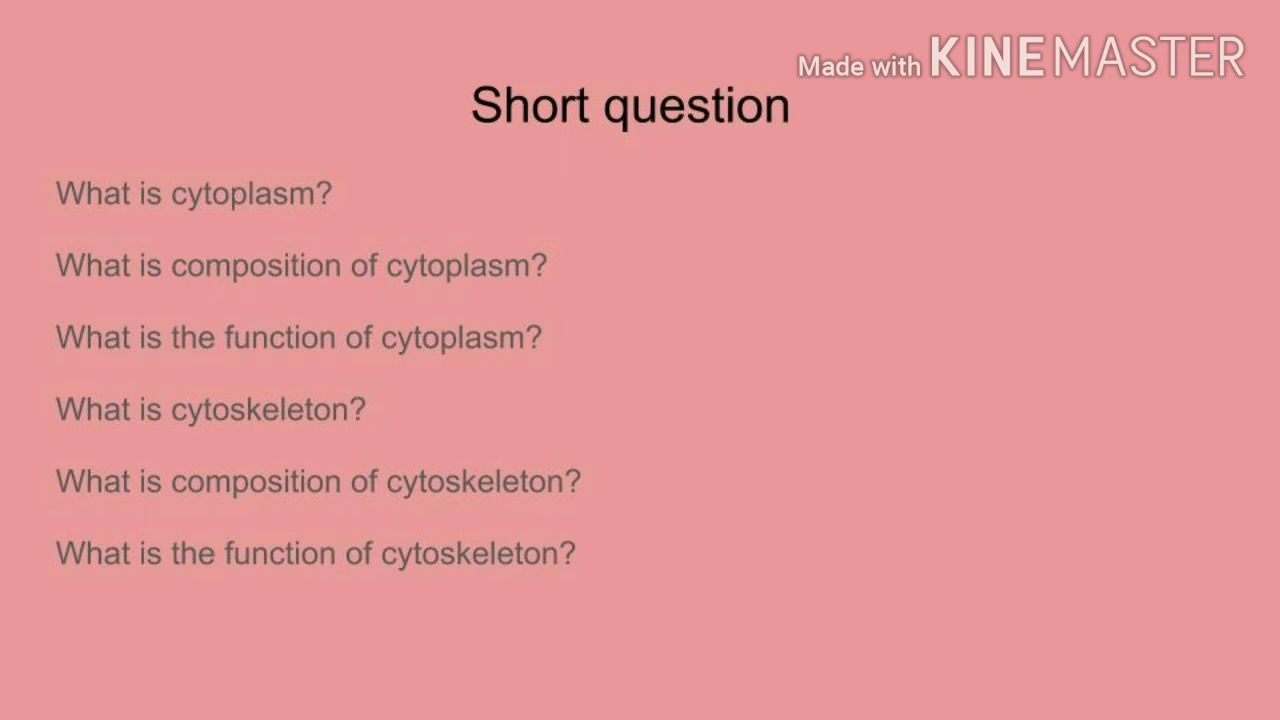 Made with KINEMASTER
Short question
What is cytoplasm?
What is composition of cytoplasm?
What is the function of cytoplasm?
What is cytoskeleton?
What is composition of cytoskeleton?
What is the function of cytoskeleton?